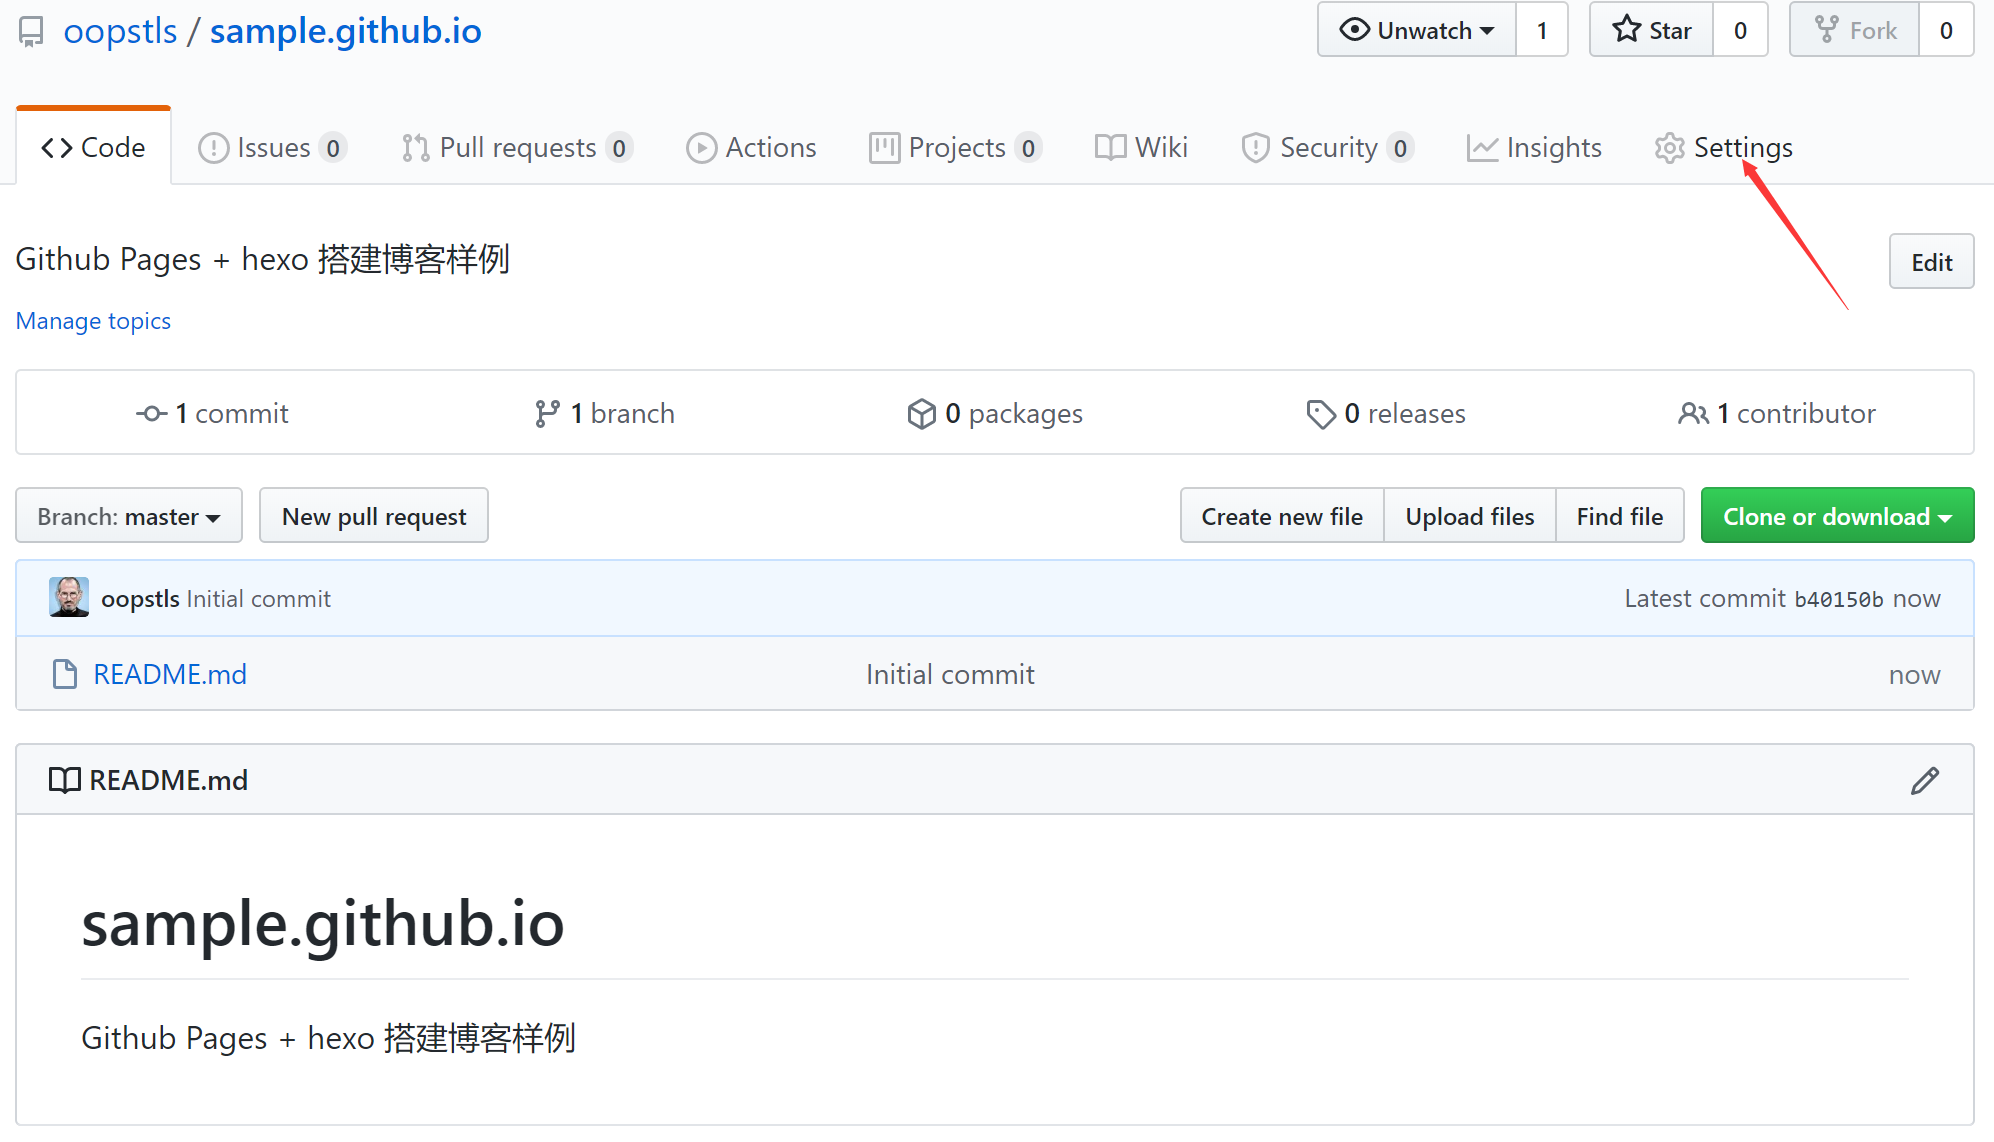 oopstls / sample.github.io Unwatch 1 Star 0 Fork 0
Code Issues 0 Pull requests 0 Actions Projects 0 Wiki Security 0 Insights Settings
Github Pages + hexo 搭建博客样例 Edit
Manage topics
1 commit 1 branch 0 packages 0 releases 1 contributor
Branch: master New pull request Create new file Upload files Find file Clone or download
oopstls Initial commit Latest commit b40150b now
README.md Initial commit now
README.md
sample.github.io
Github Pages + hexo 搭建博客样例